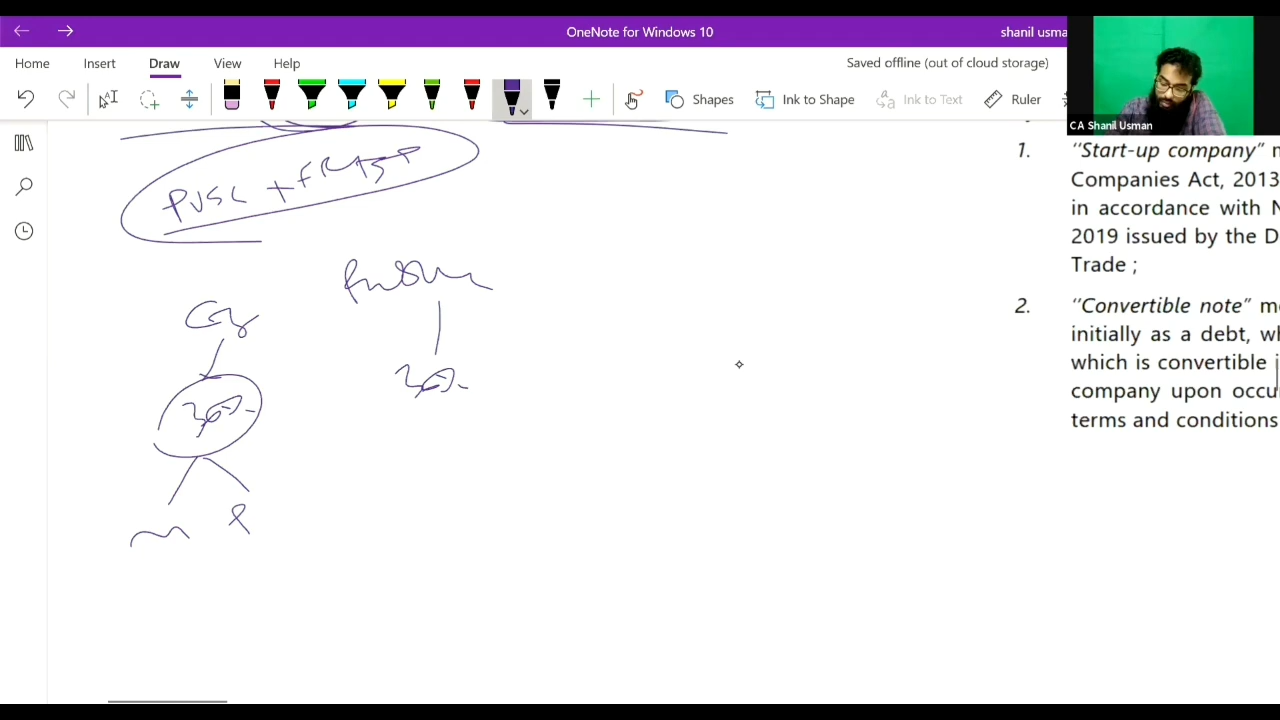 OneNote for Windows 10
shanil usma
Home Insert Draw View Help
Saved offline (out of cloud storage)
Shapes Ink to Shape Ink to Text Ruler
CA Shanil Usman
1. "Start-up company" m
Companies Act, 2013
in accordance with N
2019 issued by the D
Trade ;
2. "Convertible note" me
initially as a debt, wh
which is convertible i
company upon occu
terms and conditions